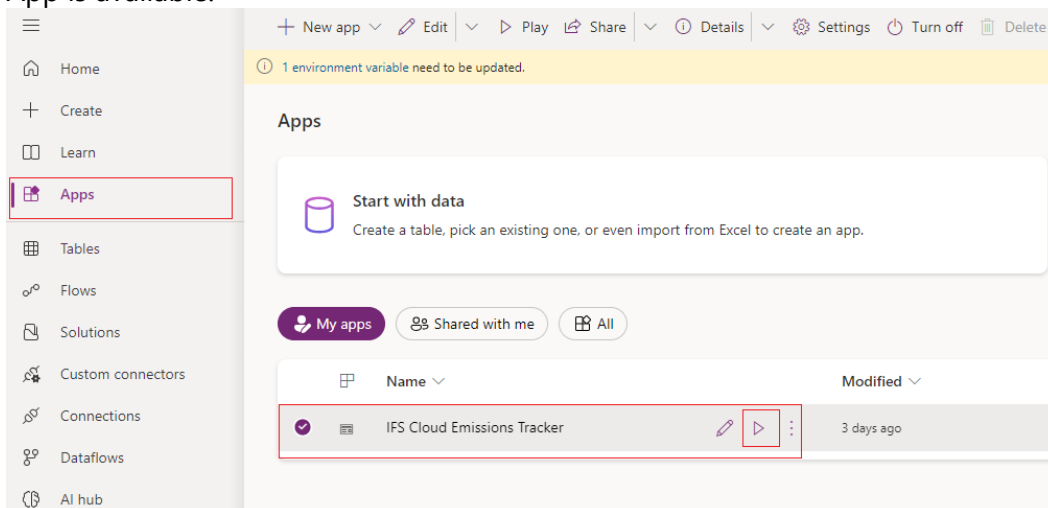 App is available.
New app Edit Play Share Details Settings Turn off Delete
Home
1 environment variable need to be updated.
Create
Apps
Learn
Apps
Start with data
Create a table, pick an existing one, or even import from Excel to create an app.
Tables
Flows
My apps Shared with me All
Solutions
Custom connectors
Name Modified
Connections
IFS Cloud Emissions Tracker 3 days ago
Dataflows
AI hub